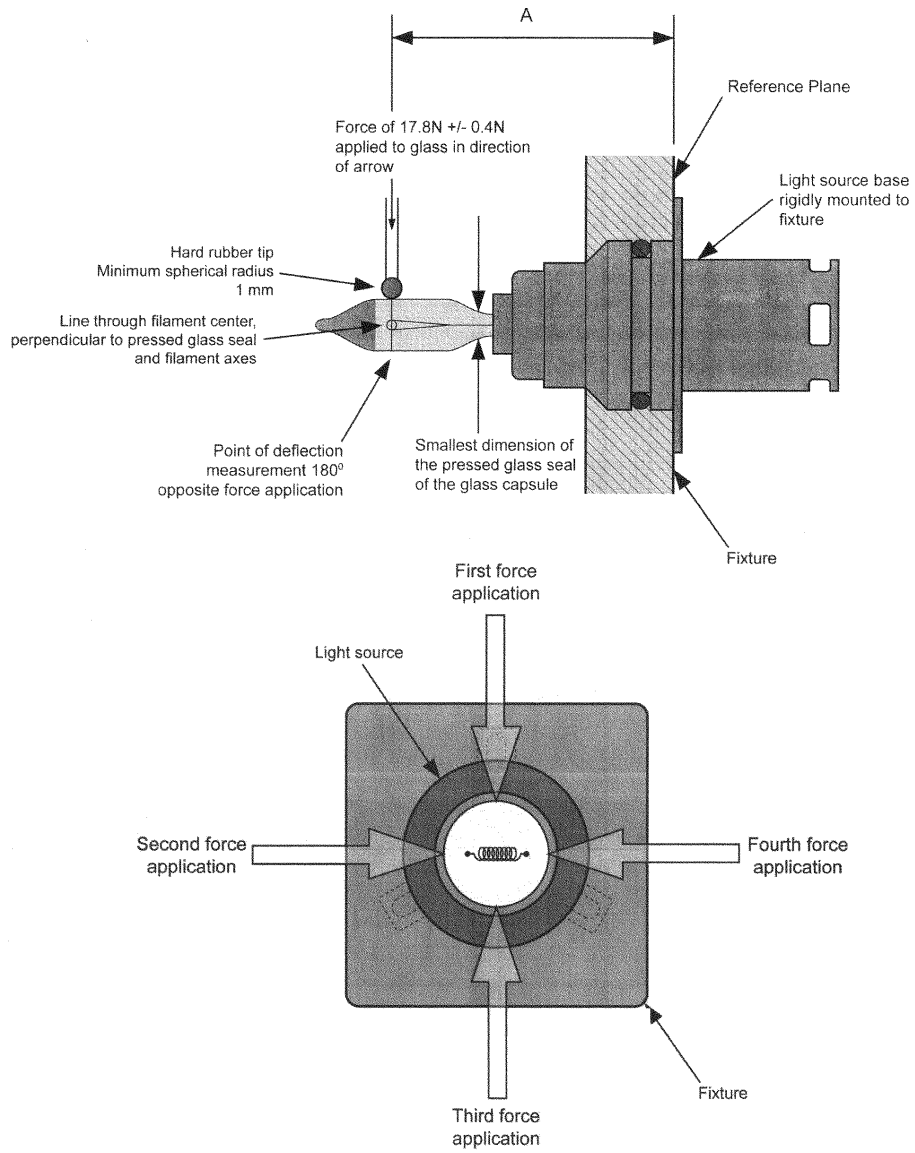 A
Reference Plane
Force of 17.8N +/- 0.4N
applied to glass in direction
of arrow
Light source base
rigidly mounted to
fixture
Hard rubber tip
Minimum spherical radius
1 mm
Line through filament center,
perpendicular to pressed glass seal
and filament axes
Point of deflection
measurement 180º
opposite force application
Smallest dimension of
the pressed glass seal
of the glass capsule
Fixture
First force
application
Light source
Second force
application
Fourth force
application
Fixture
Third force
application